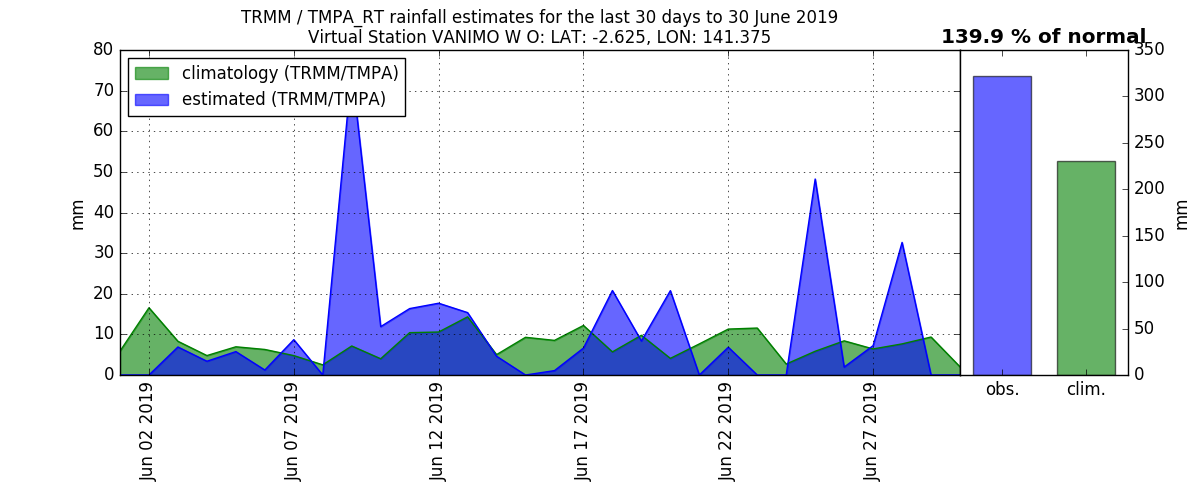 TRMM / TMPA_RT rainfall estimates for the last 30 days to 30 June 2019
Virtual Station VANIMO W O: LAT: -2.625, LON: 141.375
139.9 % of normal
climatology (TRMM/TMPA)
estimated (TRMM/TMPA)
mm
80
70
60
50
40
30
20
10
0
Jun 02 2019
Jun 07 2019
Jun 12 2019
Jun 17 2019
Jun 22 2019
Jun 27 2019
obs.
clim.
350
300
250
200
150
100
50
0
mm